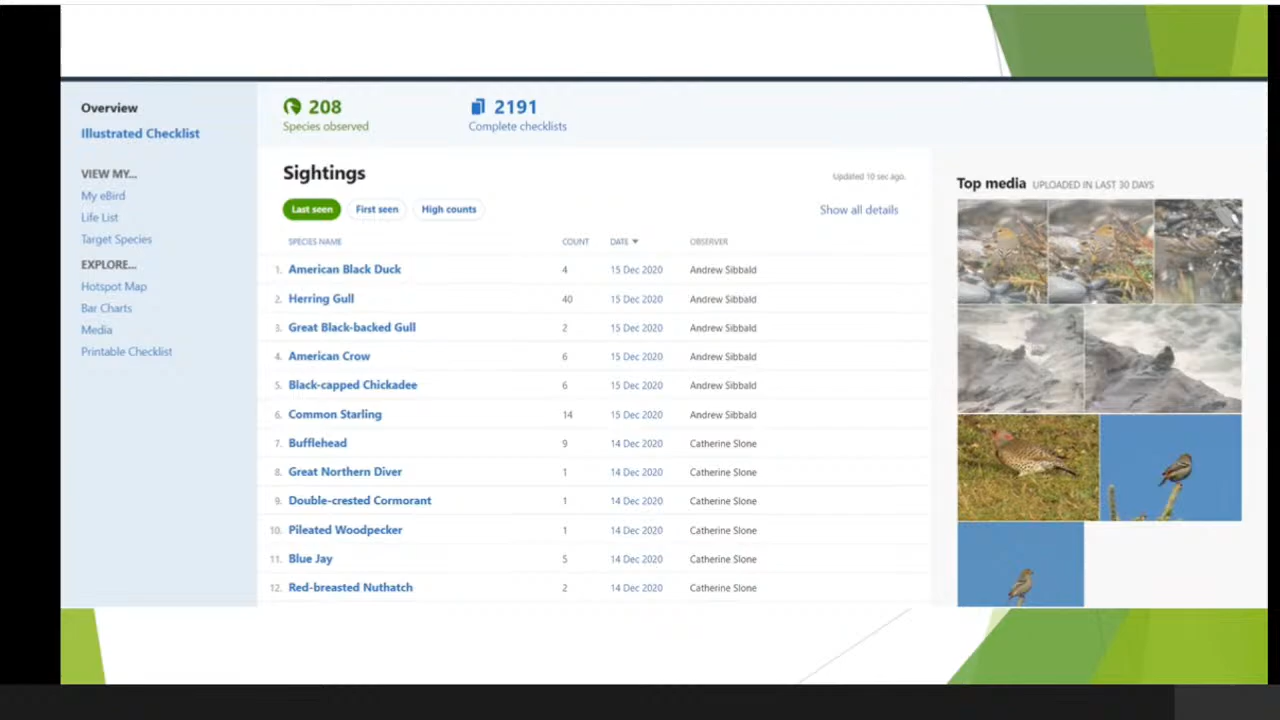 Overview
Illustrated Checklist
VIEW MY...
My eBird
Life List
Target Species
EXPLORE...
Hotspot Map
Bar Charts
Media
Printable Checklist
208
Species observed
2191
Complete checklists
Sightings
Updated 10 sec ago.
Last seen First seen High counts Show all details
SPECIES NAME COUNT DATE ▼ OBSERVER
1. American Black Duck 4 15 Dec 2020 Andrew Sibbald
2. Herring Gull 40 15 Dec 2020 Andrew Sibbald
3. Great Black-backed Gull 2 15 Dec 2020 Andrew Sibbald
4. American Crow 6 15 Dec 2020 Andrew Sibbald
5. Black-capped Chickadee 6 15 Dec 2020 Andrew Sibbald
6. Common Starling 14 15 Dec 2020 Andrew Sibbald
7. Bufflehead 9 14 Dec 2020 Catherine Slone
8. Great Northern Diver 1 14 Dec 2020 Catherine Slone
9. Double-crested Cormorant 1 14 Dec 2020 Catherine Slone
10. Pileated Woodpecker 1 14 Dec 2020 Catherine Slone
11. Blue Jay 5 14 Dec 2020 Catherine Slone
12. Red-breasted Nuthatch 2 14 Dec 2020 Catherine Slone
Top media UPLOADED IN LAST 30 DAYS